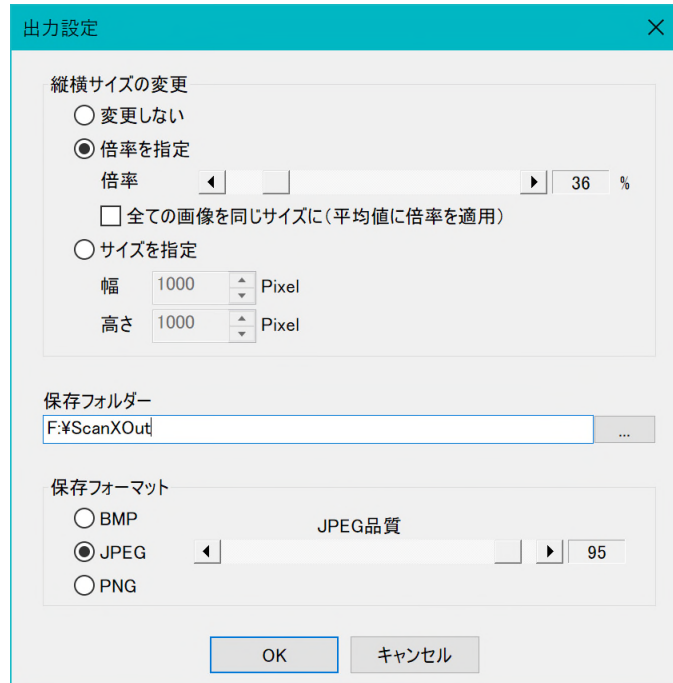 出力設定
縦横サイズの変更
変更しない
倍率を指定
倍率 36 %
全ての画像を同じサイズに(平均値に倍率を適用)
サイズを指定
幅 1000 Pixel
高さ 1000 Pixel
保存フォルダー
F:¥ScanXOut
...
保存フォーマット
BMP
JPEG品質
JPEG 95
PNG
OK キャンセル